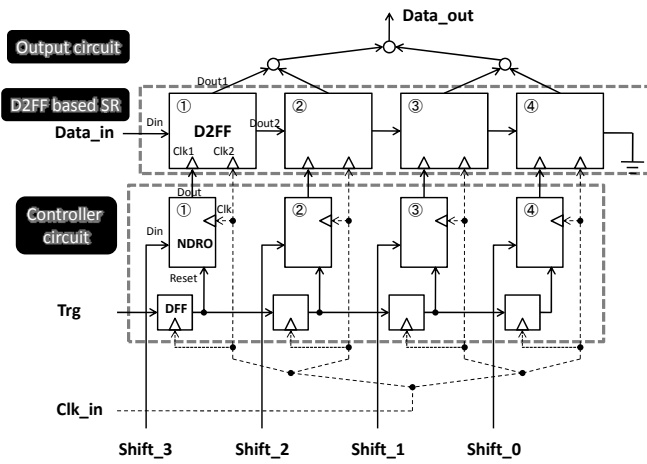 Data_out
Output circuit
Dout1
D2FF based SR
① ② ③ ④
Din D2FF Dout2
Data_in
Clk1 Clk2
Dout
Controller
circuit
① Clk ② ③ ④
Din NDRO
Reset
Trg DFF
Clk_in
Shift_3 Shift_2 Shift_1 Shift_0